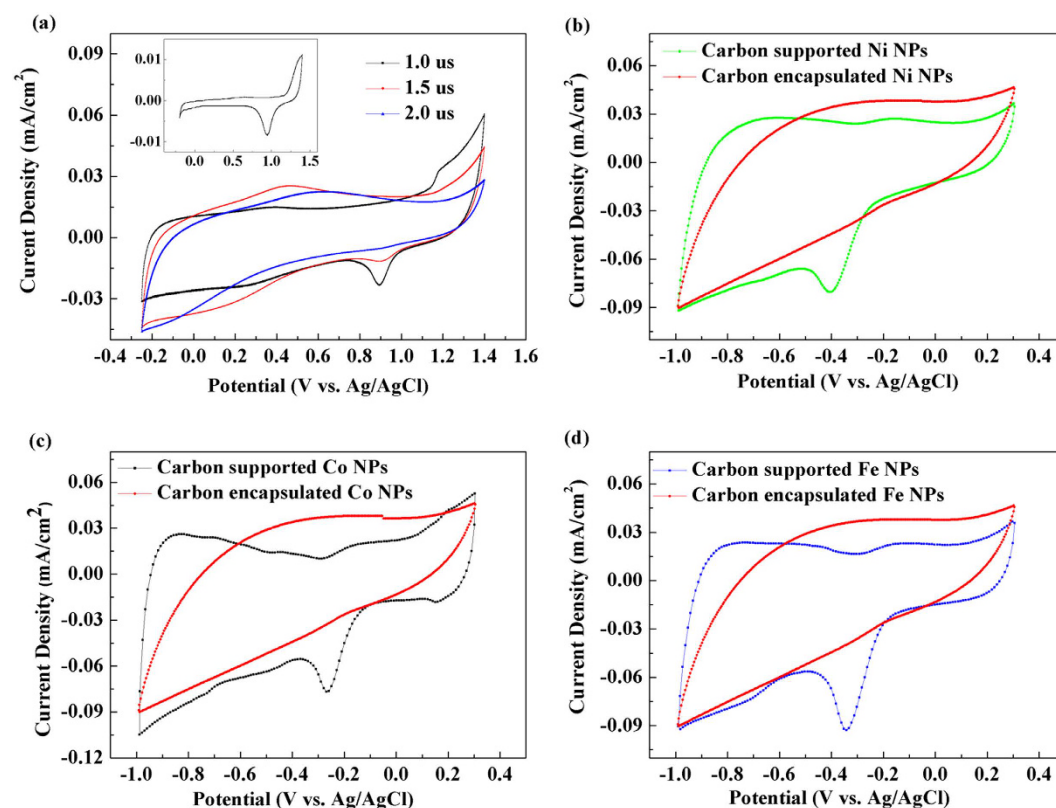 (a)
0.09
0.06
0.03
0.00
-0.03
Curent Density (mA/cm2)
0.01
0.00
-0.01
0.0 0.5 1.0 1.5
1.0 us
1.5 us
2.0 us
-0.4 -0.2 0.0 0.2 0.4 0.6 0.8 1.0 1.2 1.4 1.6
Potential (V vs. Ag/AgCl)
(b)
Carbon supported Ni NPs
Carbon encapsulated Ni NPs
0.06
0.03
0.00
-0.03
-0.06
-0.09
Current Density (mA/cm2)
-1.0 -0.8 -0.6 -0.4 -0.2 0.0 0.2 0.4
Potential (V vs. Ag/AgCl)
(c)
Carbon supported Co NPs
Carbon encapsulated Co NPs
0.06
0.03
0.00
-0.03
-0.06
-0.09
-0.12
Current Density (mA/cm2)
-1.0 -0.8 -0.6 -0.4 -0.2 0.0 0.2 0.4
Potential (V vs. Ag/AgCl)
(d)
Carbon supported Fe NPs
Carbon encapsulated Fe NPs
0.06
0.03
0.00
-0.03
-0.06
-0.09
Current Density (mA/cm2)
-1.0 -0.8 -0.6 -0.4 -0.2 0.0 0.2 0.4
Potential (V vs. Ag/AgCl)